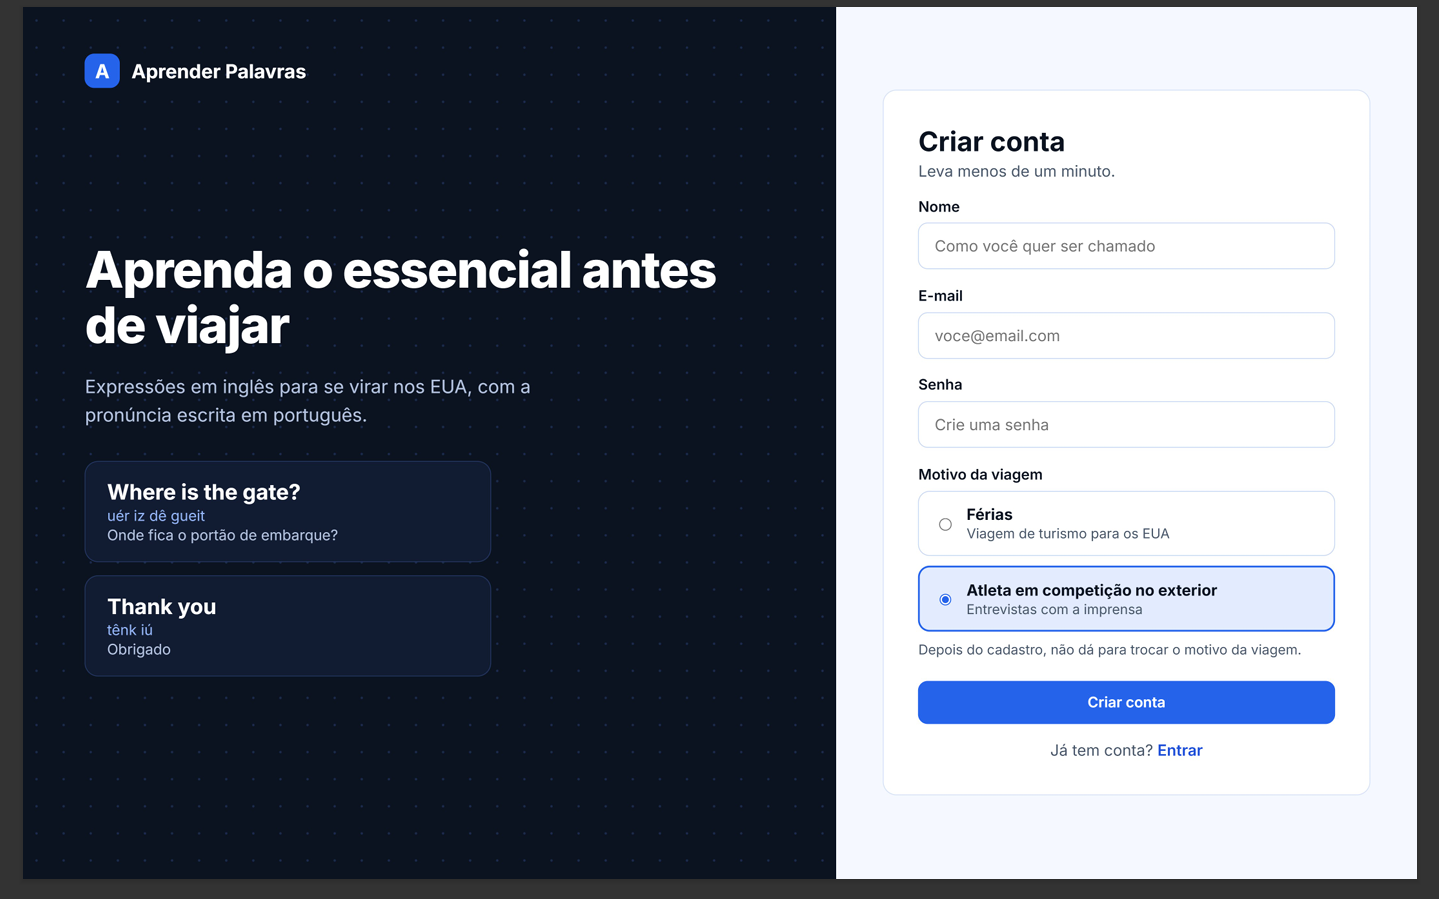 A
Aprender Palavras
Aprenda o essencial antes
de viajar
Expressões em inglês para se virar nos EUA, com a
pronúncia escrita em português.
Where is the gate?
uér iz dê gueit
Onde fica o portão de embarque?
Thank you
tênk iú
Obrigado
Criar conta
Leva menos de um minuto.
Nome
Como você quer ser chamado
E-mail
voce@email.com
Senha
Crie uma senha
Motivo da viagem
Férias
Viagem de turismo para os EUA
Atleta em competição no exterior
Entrevistas com a imprensa
Depois do cadastro, não dá para trocar o motivo da viagem.
Criar conta
Já tem conta? Entrar